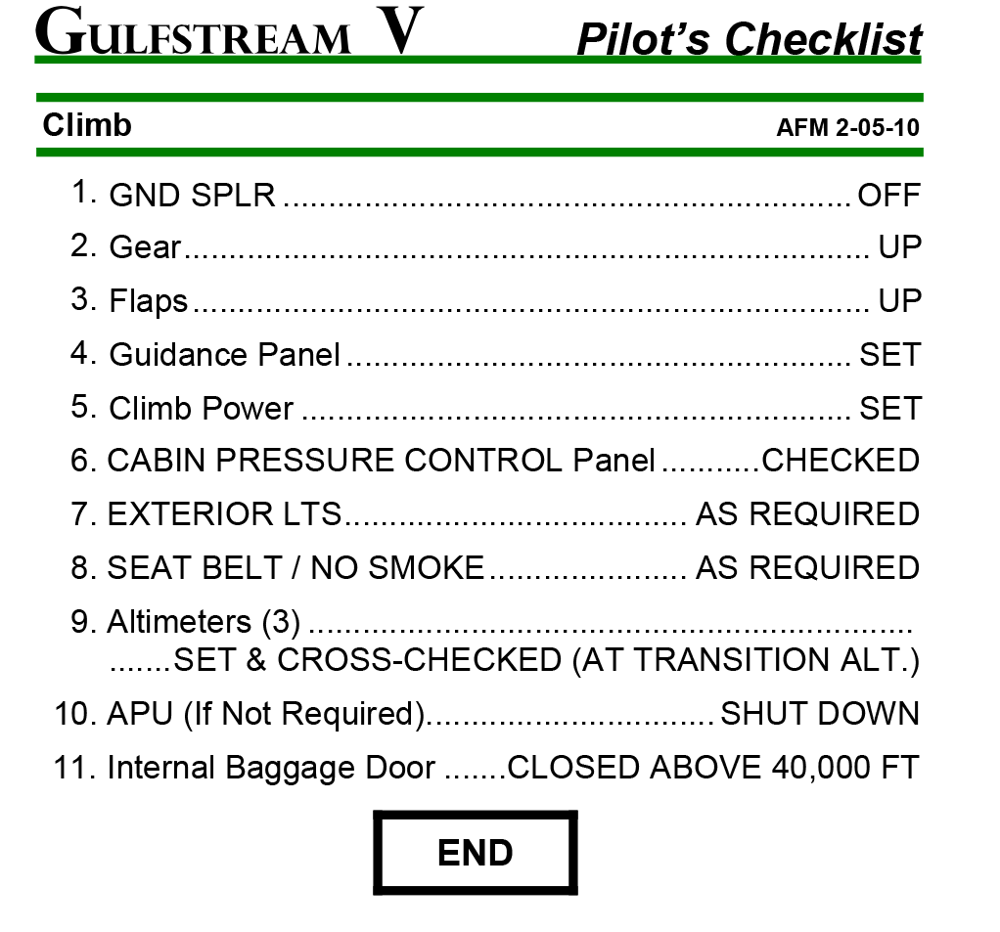 GULFSTREAM V Pilot's Checklist
Climb AFM 2-05-10
1. GND SPLR ............................................................... OFF
2. Gear............................................................................ UP
3. Flaps........................................................................... UP
4. Guidance Panel ........................................................ SET
5. Climb Power ............................................................. SET
6. CABIN PRESSURE CONTROL Panel ...........CHECKED
7. EXTERIOR LTS...................................... AS REQUIRED
8. SEAT BELT / NO SMOKE...................... AS REQUIRED
9. Altimeters (3) ...................................................................
.......SET & CROSS-CHECKED (AT TRANSITION ALT.)
10. APU (If Not Required)................................ SHUT DOWN
11. Internal Baggage Door .......CLOSED ABOVE 40,000 FT
END